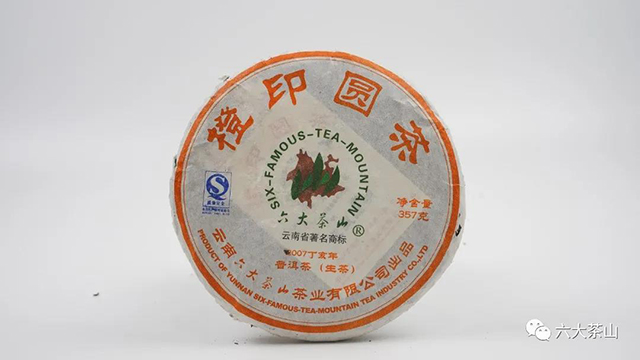 橙印圆茶
SIX-FAMOUS-TEA-MOUNTAIN
六大茶山®
云南省著名商标
2007丁亥年
普洱茶（生茶）
净含量
357克
云南六大茶山茶业有限公司出品
PRODUCT OF YUNNAN SIX-FAMOUS-TEA-MOUNTAIN TEA INDUSTRY CO.,LTD
六大茶山